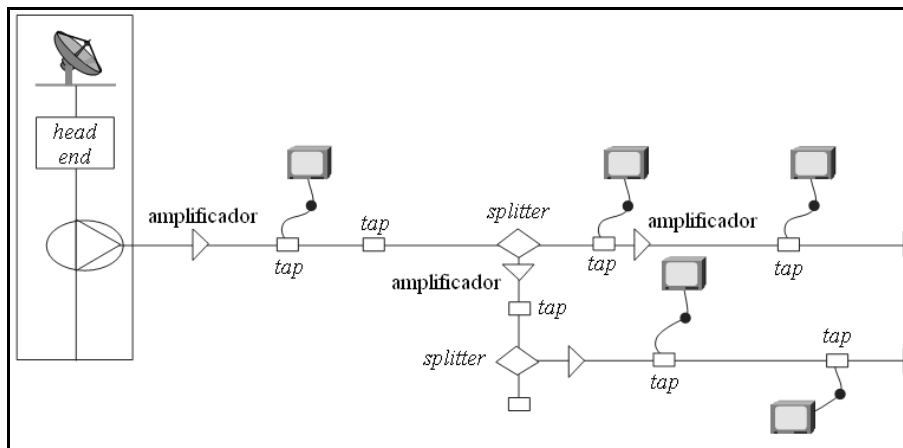 head
end
amplificador
tap
tap
splitter
tap
amplificador
tap
amplificador
tap
splitter
tap
tap